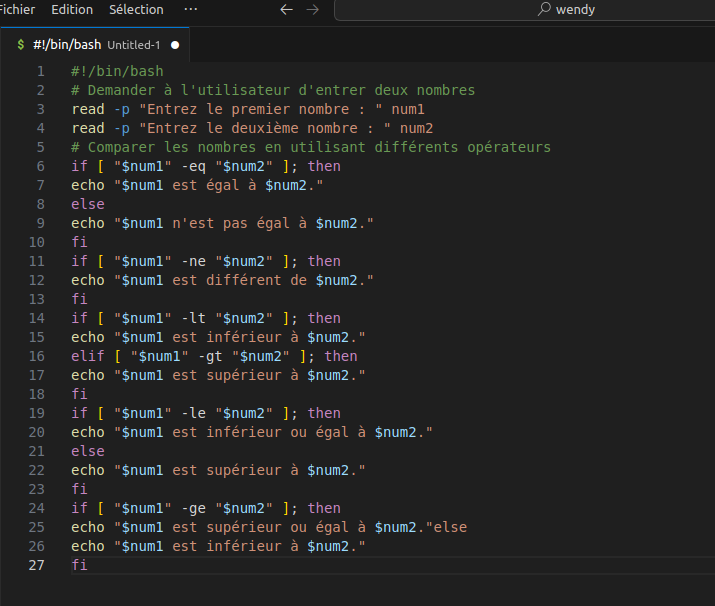 Fichier Edition Sélection ··· ← → wendy
$ #!/bin/bash Untitled-1 ●
1 #!/bin/bash
2 # Demander à l'utilisateur d'entrer deux nombres
3 read -p "Entrez le premier nombre : " num1
4 read -p "Entrez le deuxième nombre : " num2
5 # Comparer les nombres en utilisant différents opérateurs
6 if [ "$num1" -eq "$num2" ]; then
7 echo "$num1 est égal à $num2."
8 else
9 echo "$num1 n'est pas égal à $num2."
10 fi
11 if [ "$num1" -ne "$num2" ]; then
12 echo "$num1 est différent de $num2."
13 fi
14 if [ "$num1" -lt "$num2" ]; then
15 echo "$num1 est inférieur à $num2."
16 elif [ "$num1" -gt "$num2" ]; then
17 echo "$num1 est supérieur à $num2."
18 fi
19 if [ "$num1" -le "$num2" ]; then
20 echo "$num1 est inférieur ou égal à $num2."
21 else
22 echo "$num1 est supérieur à $num2."
23 fi
24 if [ "$num1" -ge "$num2" ]; then
25 echo "$num1 est supérieur ou égal à $num2."else
26 echo "$num1 est inférieur à $num2."
27 fi